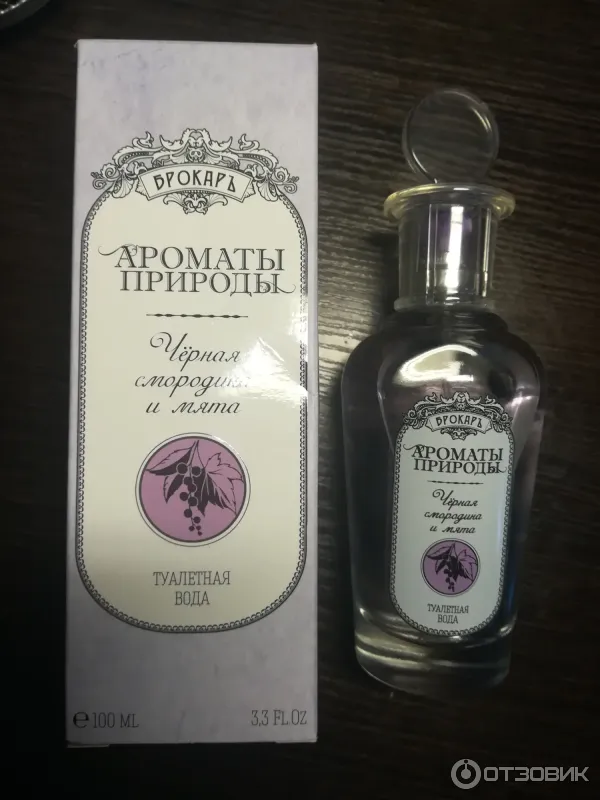 БРОКАРЪ
АРОМАТЫ
ПРИРОДЫ
Чёрная
смородина
и мята
ТУАЛЕТНАЯ
ВОДА
℮100 ML
3,3 FL.OZ
БРОКАРЪ
АРОМАТЫ
ПРИРОДЫ
Чёрная
смородина
и мята
ТУАЛЕТНАЯ
ВОДА
ОТЗОВИК